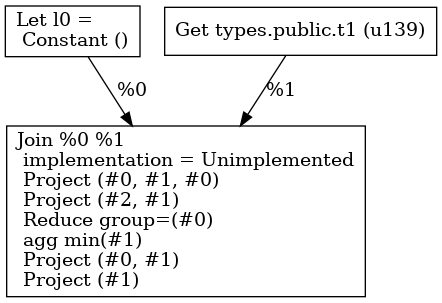 Let l0 =
Constant ()
Get types.public.t1 (u139)
%0
%1
Join %0 %1
implementation = Unimplemented
Project (#0, #1, #0)
Project (#2, #1)
Reduce group=(#0)
agg min(#1)
Project (#0, #1)
Project (#1)